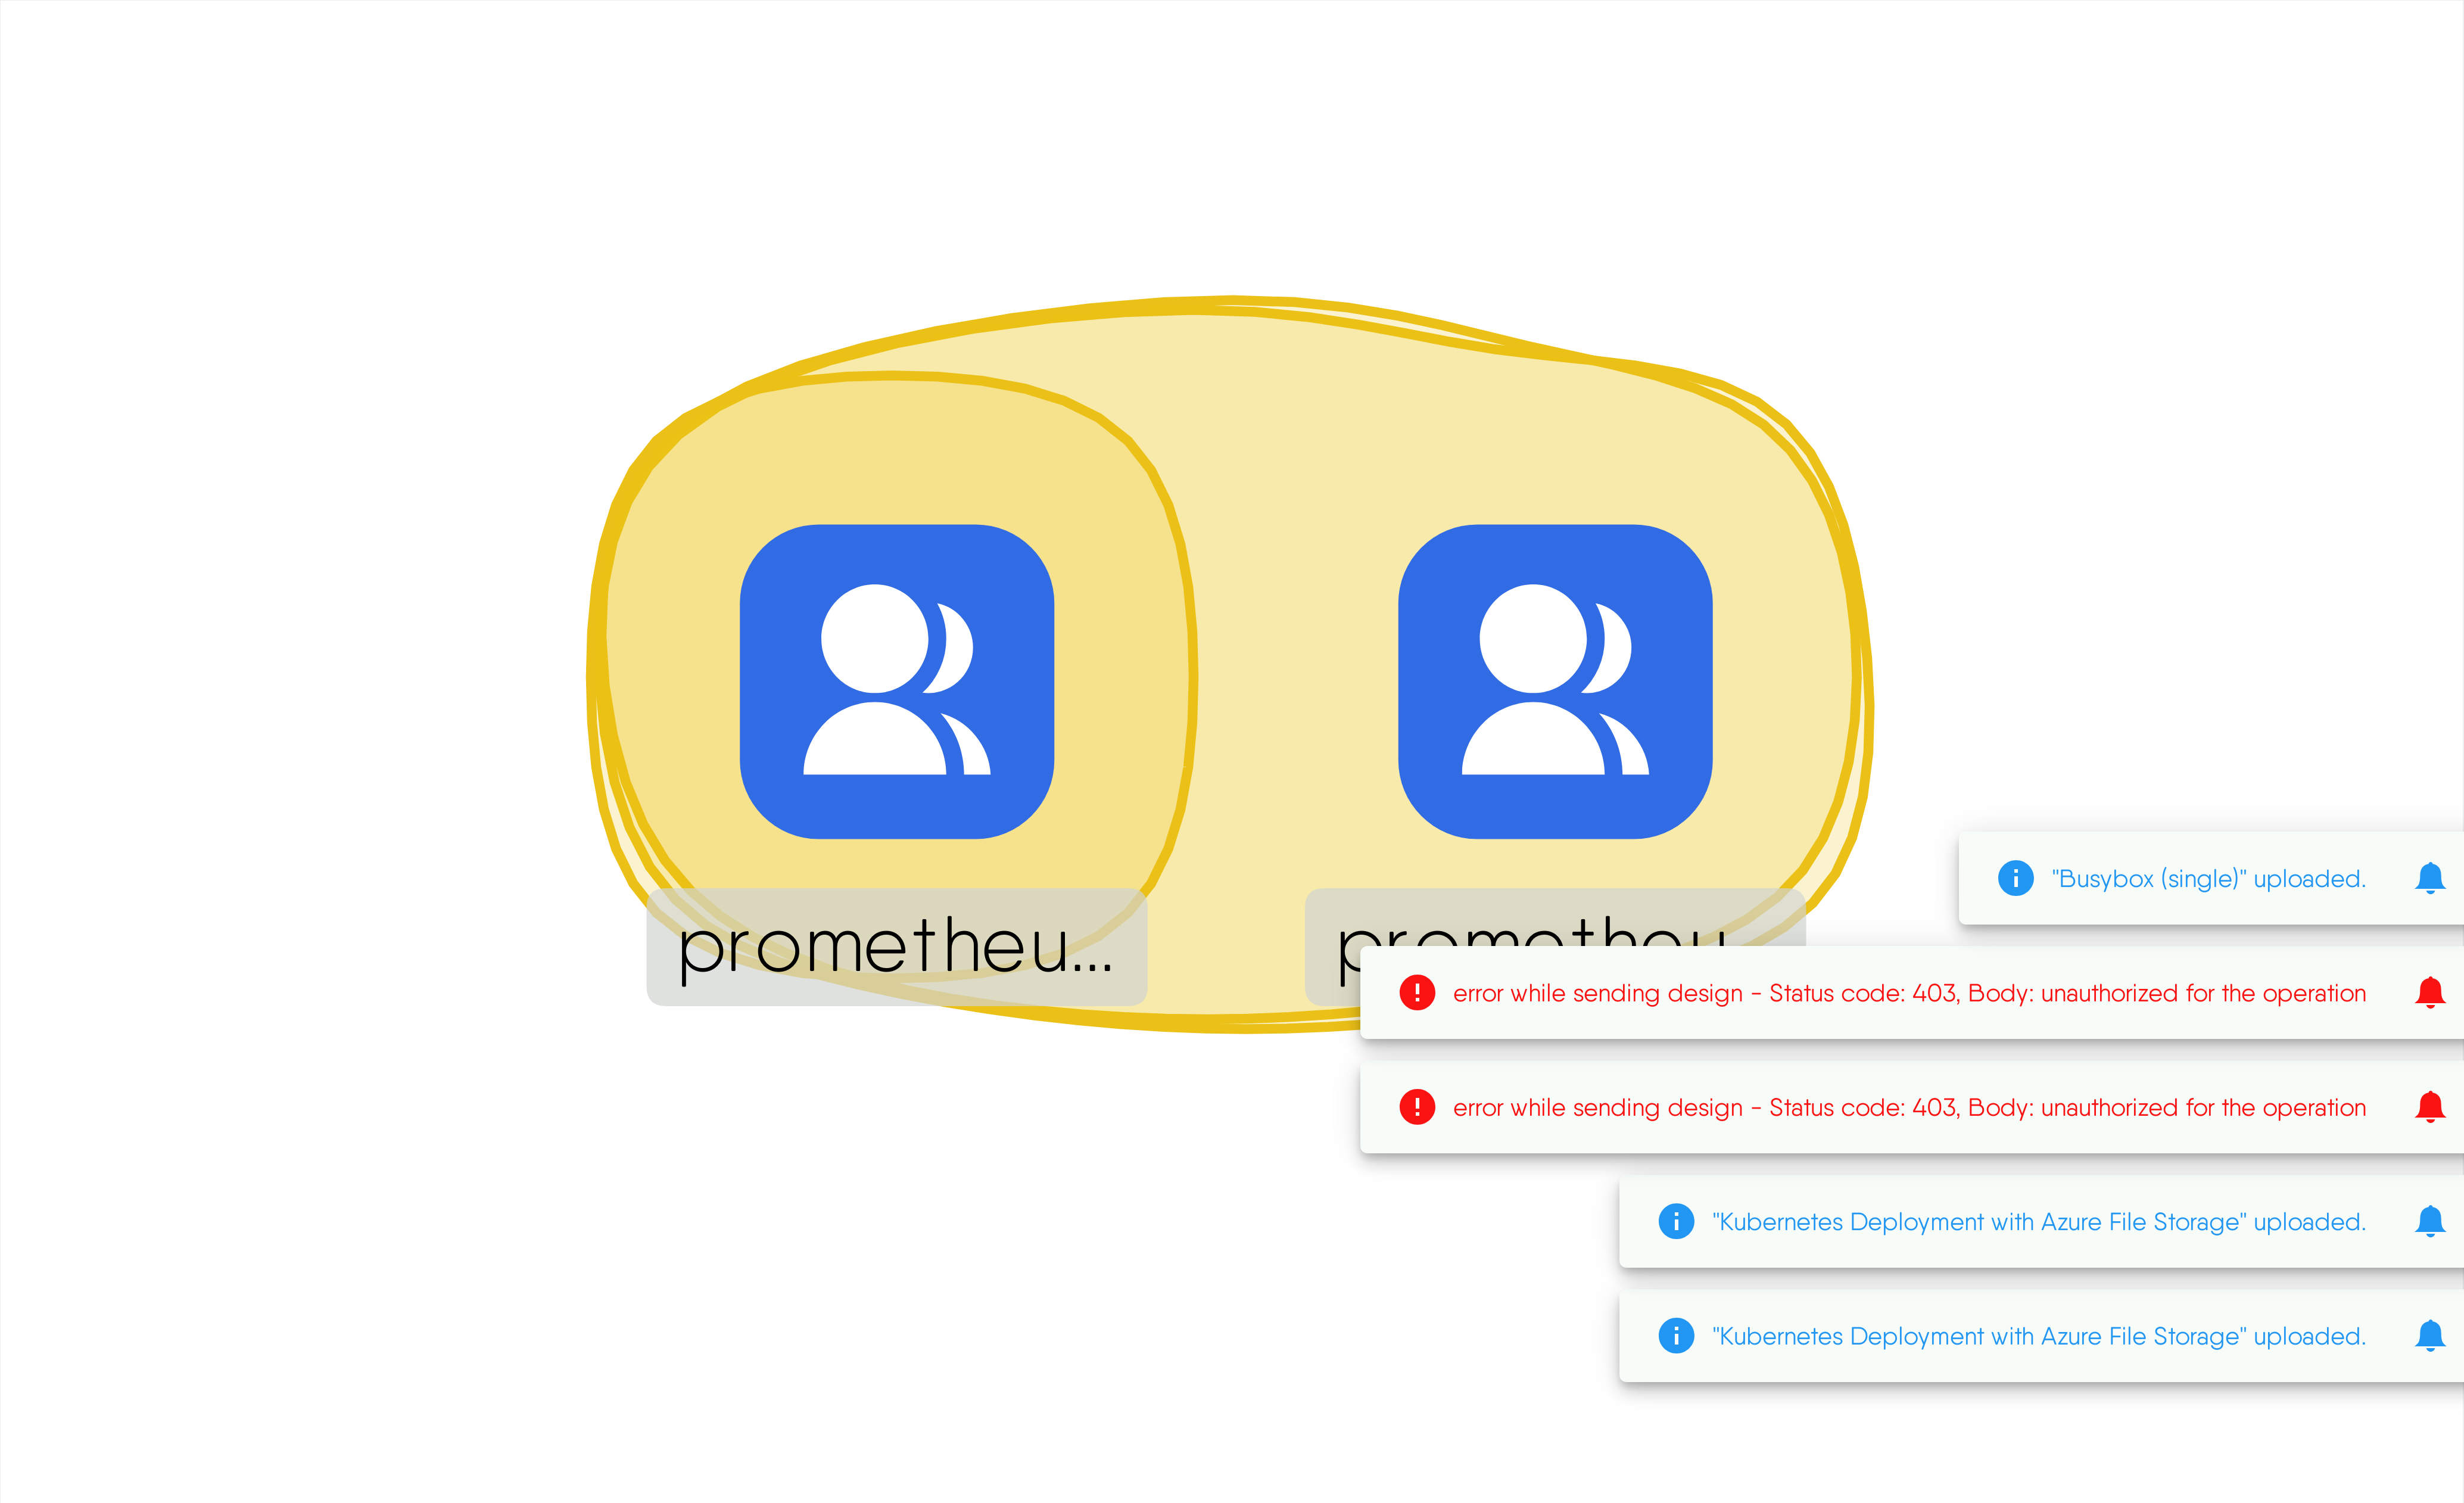 prometheu...
"Busybox (single)" uploaded.
error while sending design - Status code: 403, Body: unauthorized for the operation
error while sending design - Status code: 403, Body: unauthorized for the operation
"Kubernetes Deployment with Azure File Storage" uploaded.
"Kubernetes Deployment with Azure File Storage" uploaded.